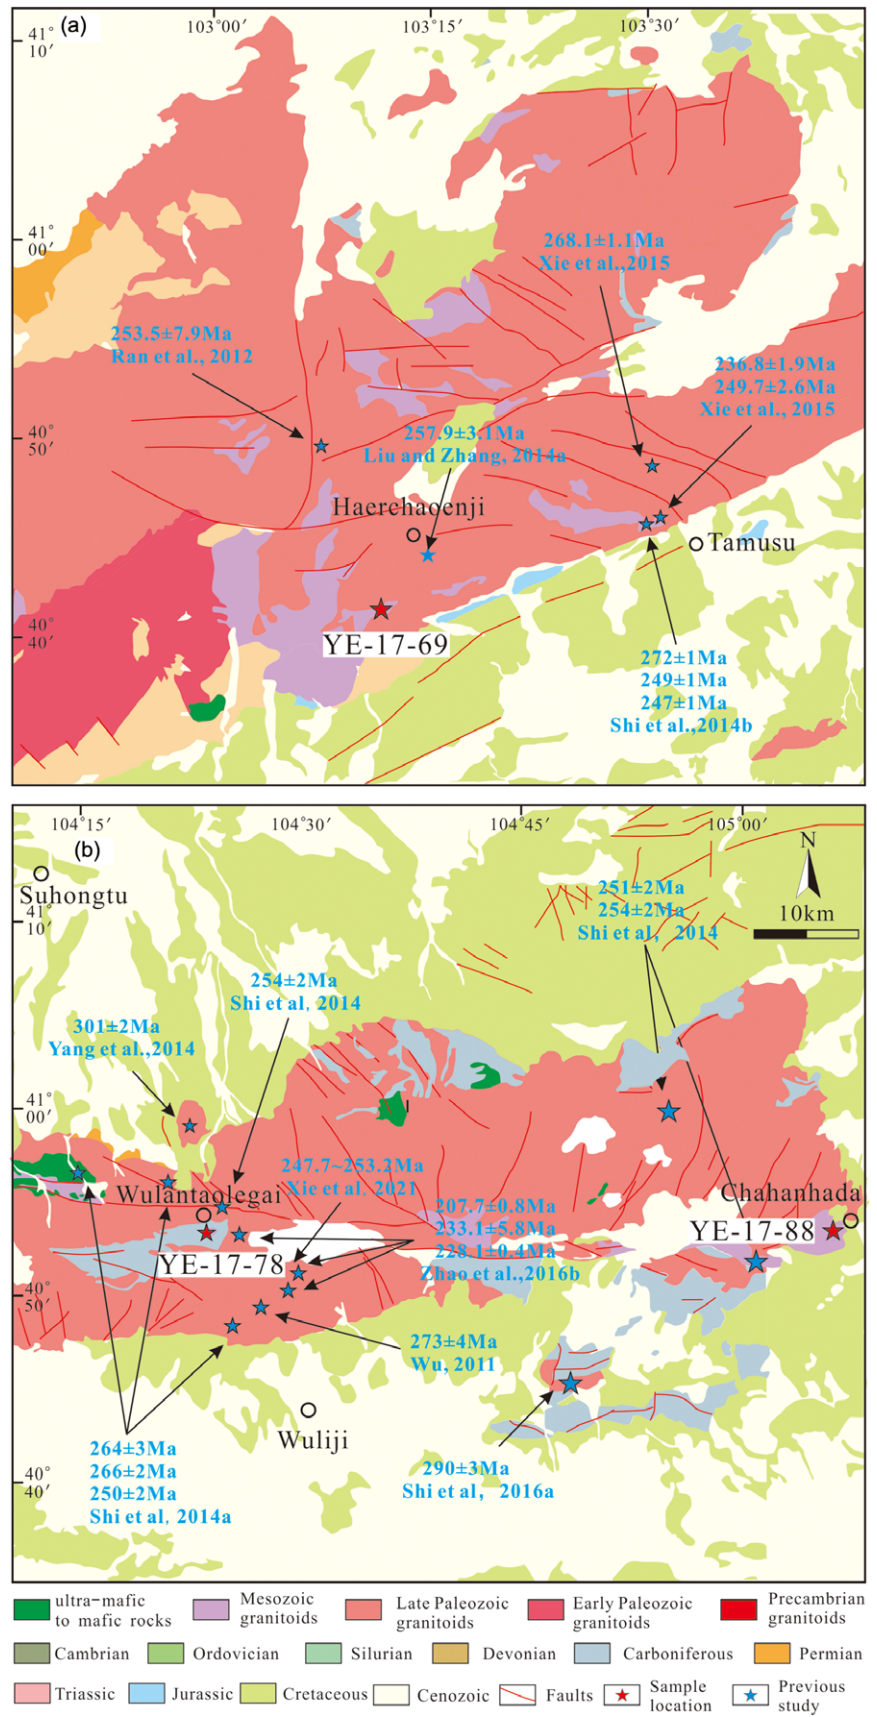 (a)
103°00′
103°15′
103°30′
41°
10′
41°
00′
268.1±1.1Ma
Xie et al.,2015
253.5±7.9Ma
Ran et al., 2012
236.8±1.9Ma
249.7±2.6Ma
Xie et al., 2015
40°
50′
257.9±3.1Ma
Liu and Zhang, 2014a
Haerchaoenji
Tamusu
40°
40′
YE-17-69
272±1Ma
249±1Ma
247±1Ma
Shi et al.,2014b
(b)
104°15′
104°30′
104°45′
105°00′
N
10km
Suhongtu
41°
10′
251±2Ma
254±2Ma
Shi et al, 2014
254±2Ma
Shi et al, 2014
301±2Ma
Yang et al.,2014
41°
00′
247.7~253.2Ma
Xie et al, 2021
Wulantaolegai
207.7±0.8Ma
233.1±5.8Ma
228.1±0.4Ma
Zhao et al.,2016b
Chahanhada
YE-17-88
YE-17-78
40°
50′
273±4Ma
Wu, 2011
Wuliji
264±3Ma
266±2Ma
250±2Ma
Shi et al, 2014a
290±3Ma
Shi et al, 2016a
40°
40′
ultra-mafic
to mafic rocks
Mesozoic
granitoids
Late Paleozoic
granitoids
Early Paleozoic
granitoids
Precambrian
granitoids
Cambrian
Ordovician
Silurian
Devonian
Carboniferous
Permian
Triassic
Jurassic
Cretaceous
Cenozoic
Faults
Sample
location
Previous
study